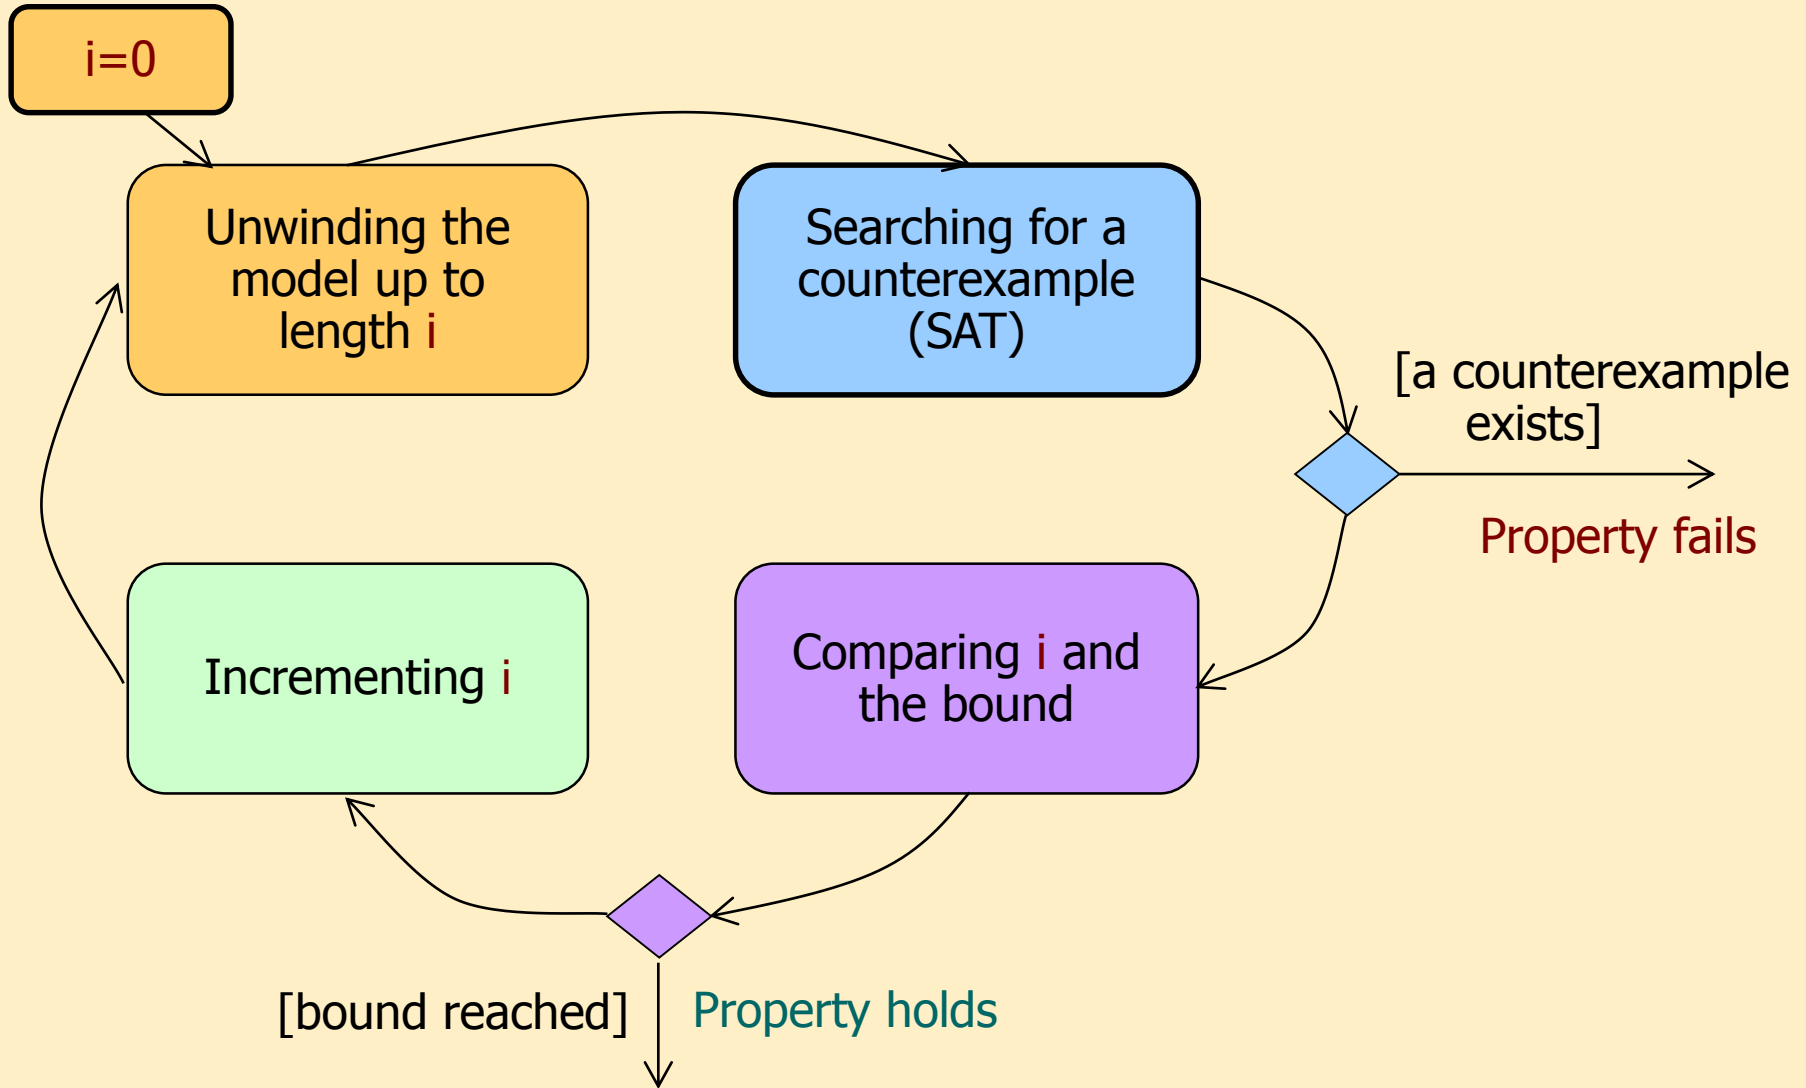 i=0
Unwinding the
model up to
length i
Searching for a
counterexample
(SAT)
[a counterexample
exists]
Property fails
Incrementing i
Comparing i and
the bound
[bound reached]
Property holds